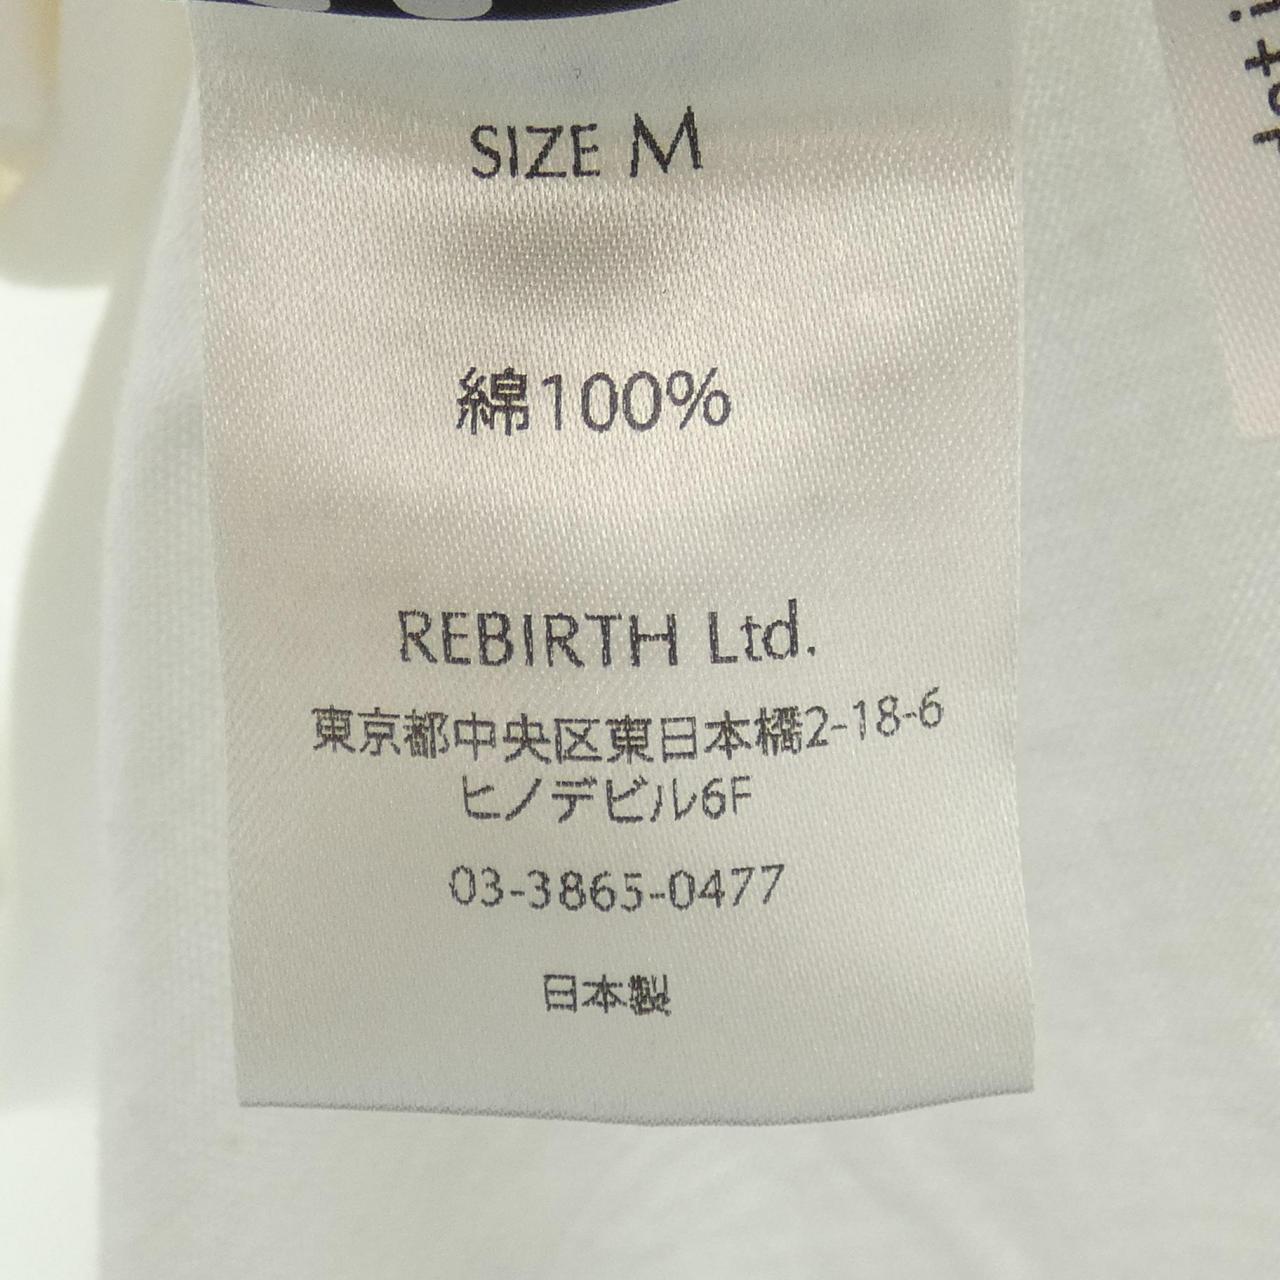 SIZE M
綿100%
REBIRTH Ltd.
東京都中央区東日本橋2-18-6
ヒノデビル6F
03-3865-0477
日本製